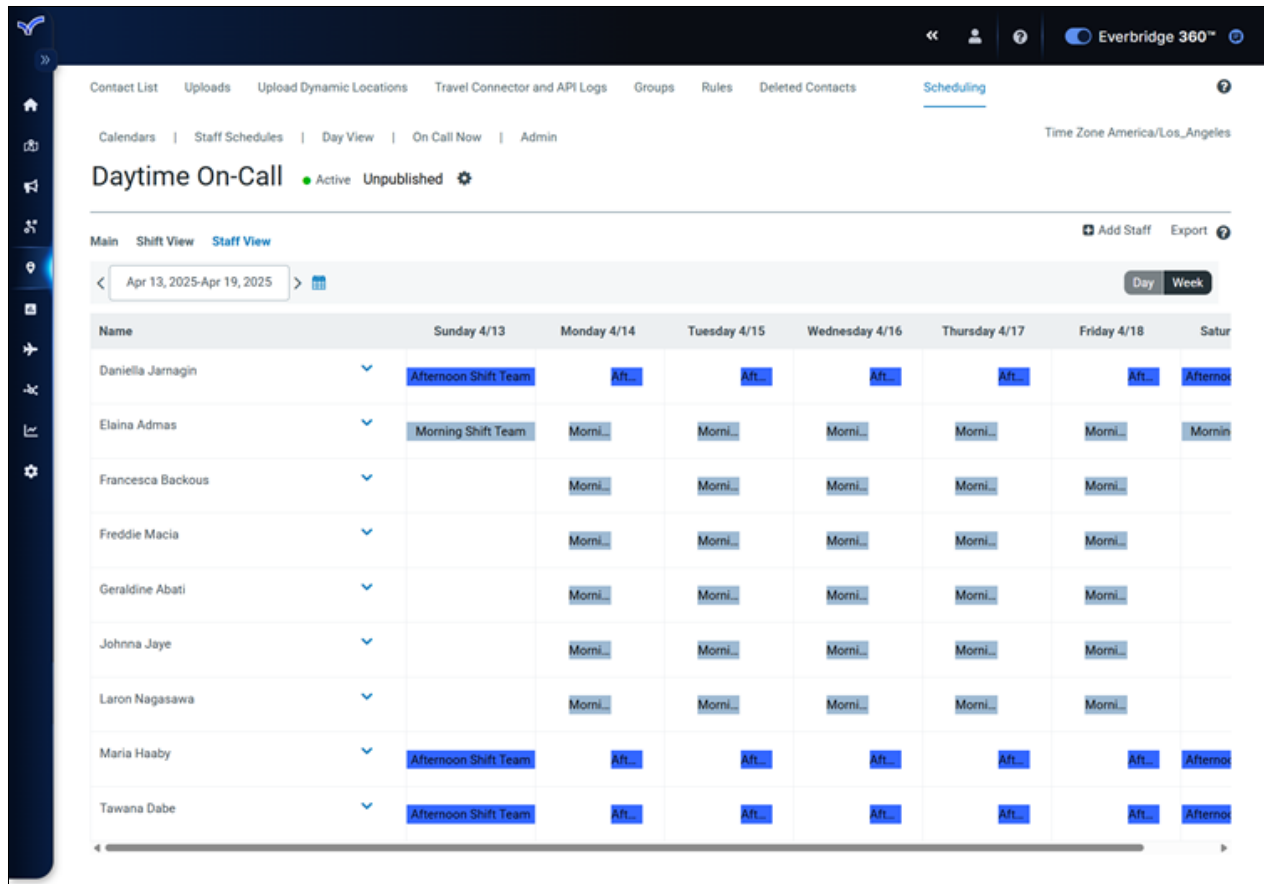 Everbridge 360™
Contact List Uploads Upload Dynamic Locations Travel Connector and API Logs Groups Rules Deleted Contacts Scheduling
Calendars | Staff Schedules | Day View | On Call Now | Admin Time Zone America/Los_Angeles
Daytime On-Call Active Unpublished
Main Shift View Staff View Add Staff Export
Apr 13, 2025-Apr 19, 2025 Day Week
Name Sunday 4/13 Monday 4/14 Tuesday 4/15 Wednesday 4/16 Thursday 4/17 Friday 4/18 Satur
Daniella Jarnagin Afternoon Shift Team Aft... Aft... Aft... Aft... Aft... Afternoo
Elaina Admas Morning Shift Team Morni... Morni... Morni... Morni... Morni... Mornin
Francesca Backous Morni... Morni... Morni... Morni... Morni...
Freddie Macia Morni... Morni... Morni... Morni... Morni...
Geraldine Abati Morni... Morni... Morni... Morni... Morni...
Johnna Jaye Morni... Morni... Morni... Morni... Morni...
Laron Nagasawa Morni... Morni... Morni... Morni... Morni...
Maria Haaby Afternoon Shift Team Aft... Aft... Aft... Aft... Aft... Afternoo
Tawana Dabe Afternoon Shift Team Aft... Aft... Aft... Aft... Aft... Afternoo